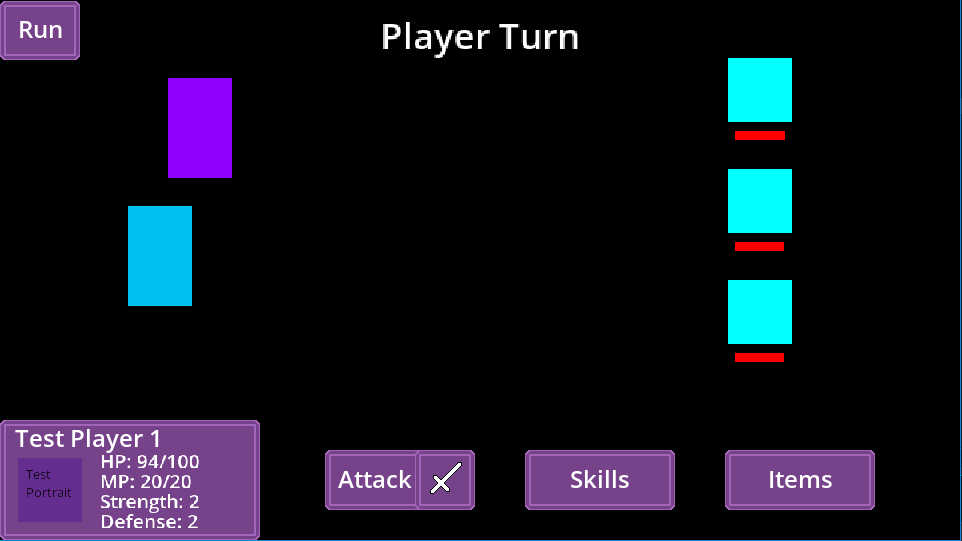 Run
Player Turn
Test Player 1
Test
Portrait
HP: 94/100
MP: 20/20
Strength: 2
Defense: 2
Attack
Skills
Items